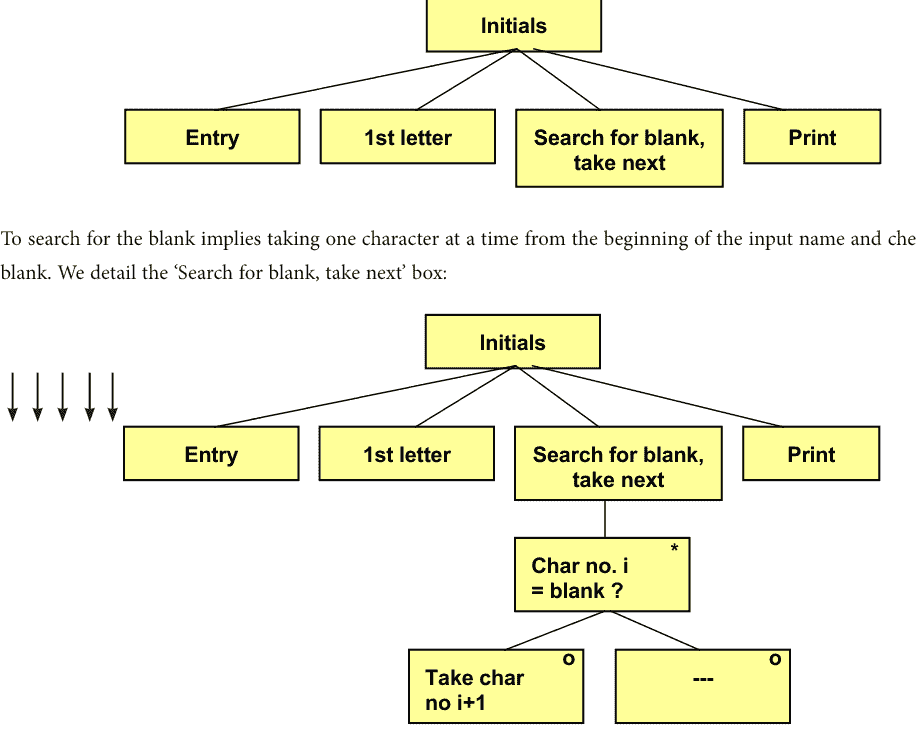 Initials
Entry
1st letter
Search for blank,
take next
Print
To search for the blank implies taking one character at a time from the beginning of the input name and che
blank. We detail the ‘Search for blank, take next’ box:
Initials
Entry
1st letter
Search for blank,
take next
Print
Char no. i *
= blank ?
Take char o
no i+1
--- o